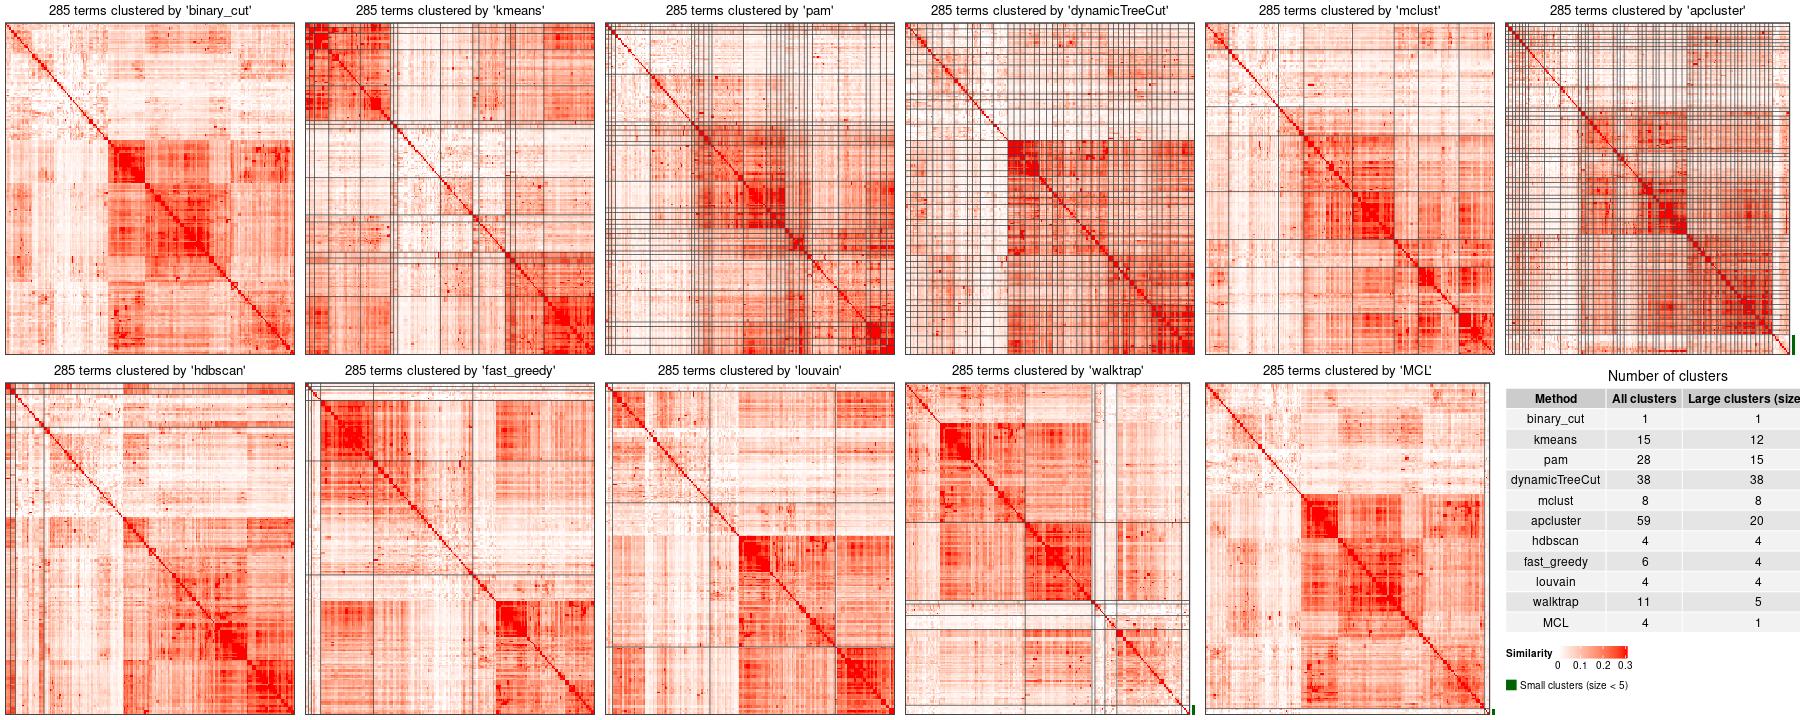 285 terms clustered by 'binary_cut'
285 terms clustered by 'kmeans'
285 terms clustered by 'pam'
285 terms clustered by 'dynamicTreeCut'
285 terms clustered by 'mclust'
285 terms clustered by 'apcluster'
285 terms clustered by 'hdbscan'
285 terms clustered by 'fast_greedy'
285 terms clustered by 'louvain'
285 terms clustered by 'walktrap'
285 terms clustered by 'MCL'
Number of clusters
Method All clusters Large clusters (size
binary_cut 1 1
kmeans 15 12
pam 28 15
dynamicTreeCut 38 38
mclust 8 8
apcluster 59 20
hdbscan 4 4
fast_greedy 6 4
louvain 4 4
walktrap 11 5
MCL 4 1
Similarity
0 0.1 0.2 0.3
Small clusters (size < 5)